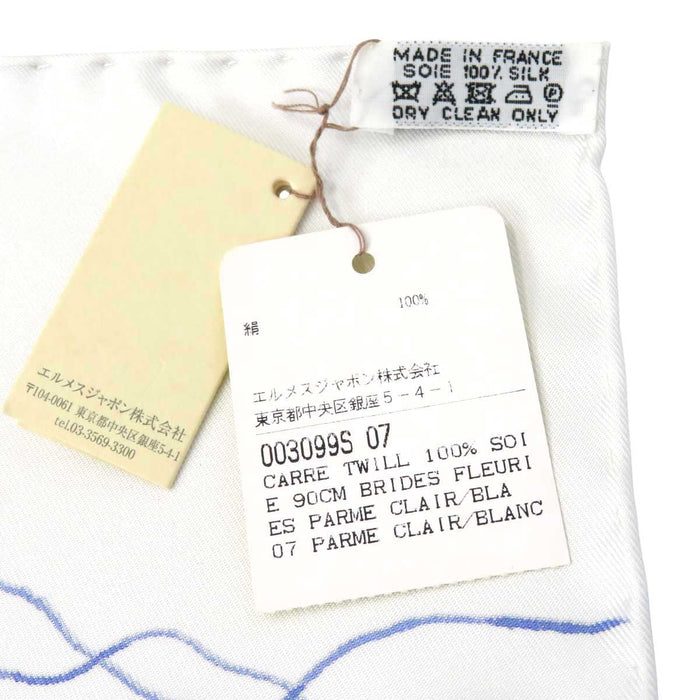 MADE IN FRANCE
SOIE 100% SILK
DRY CLEAN ONLY
エルメスジャポン株式会社
〒104-0061 東京都中央区銀座5-4-1
tel.03-3569-3300
100%
絹
エルメスジャポン株式会社
東京都中央区銀座5-4-1
003099S 07
CARRE TWILL 100% SOI
E 90CM BRIDES FLEURI
ES PARME CLAIR/BLA
07 PARME CLAIR/BLANC